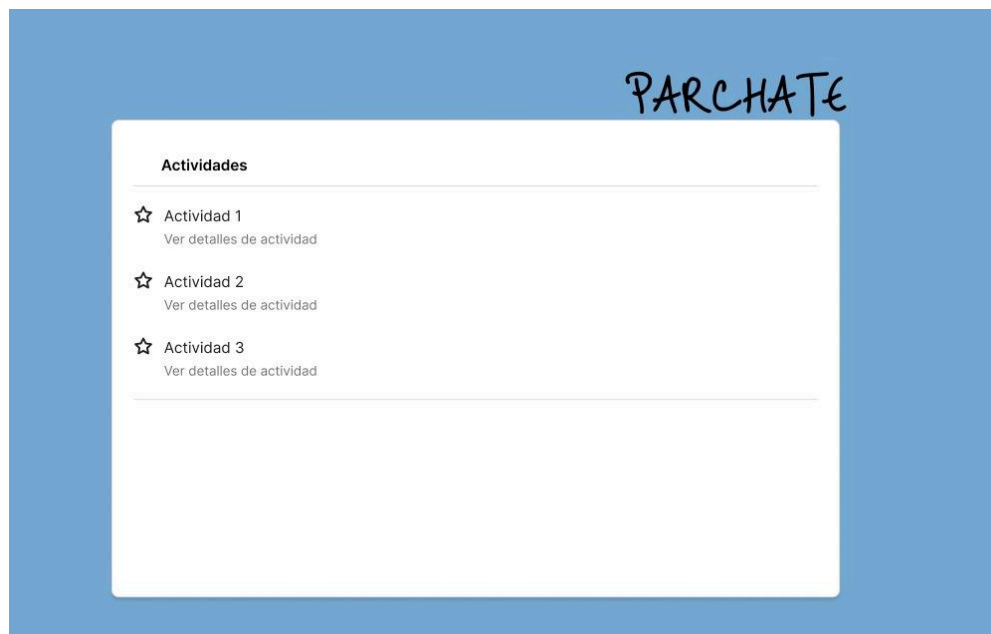 PARCHATE
Actividades
Actividad 1
Ver detalles de actividad
Actividad 2
Ver detalles de actividad
Actividad 3
Ver detalles de actividad